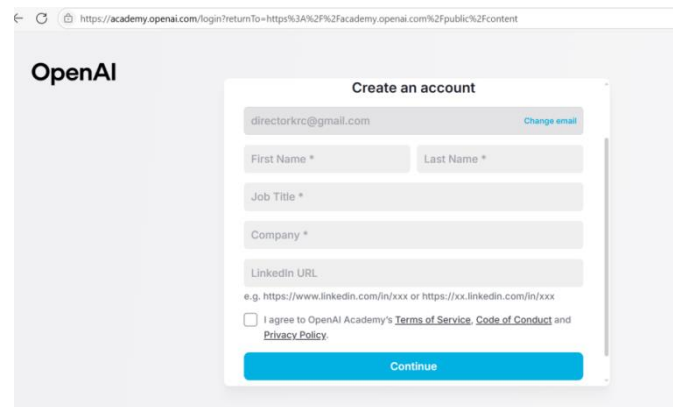 https://academy.openai.com/login?returnTo=https%3A%2F%2Facademy.openai.com%2Fpublic%2Fcontent
OpenAI
Create an account
directorkrc@gmail.com Change email
First Name * Last Name *
Job Title *
Company *
LinkedIn URL
e.g. https://www.linkedin.com/in/xxx or https://xx.linkedin.com/in/xxx
I agree to OpenAI Academy's Terms of Service, Code of Conduct and
Privacy Policy.
Continue